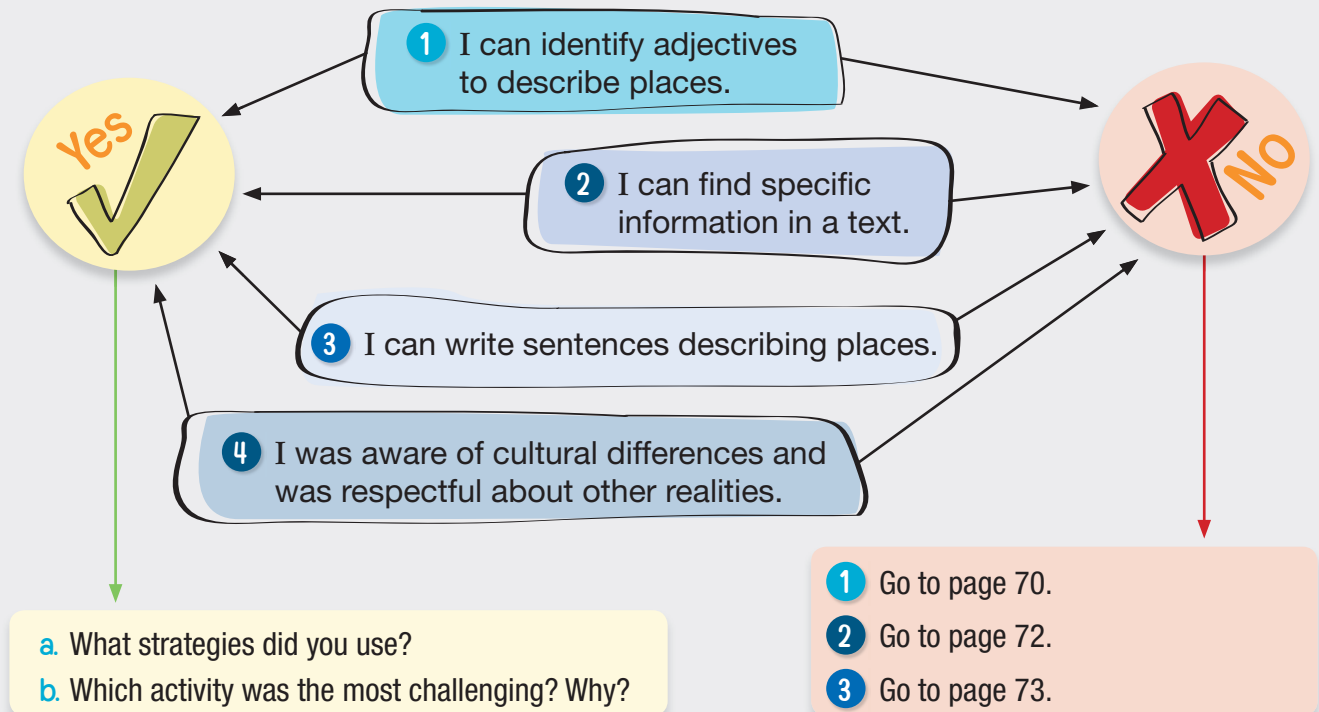 1 I can identify adjectives
to describe places.
Yes
No
2 I can find specific
information in a text.
3 I can write sentences describing places.
4 I was aware of cultural differences and
was respectful about other realities.
a. What strategies did you use?
b. Which activity was the most challenging? Why?
1 Go to page 70.
2 Go to page 72.
3 Go to page 73.